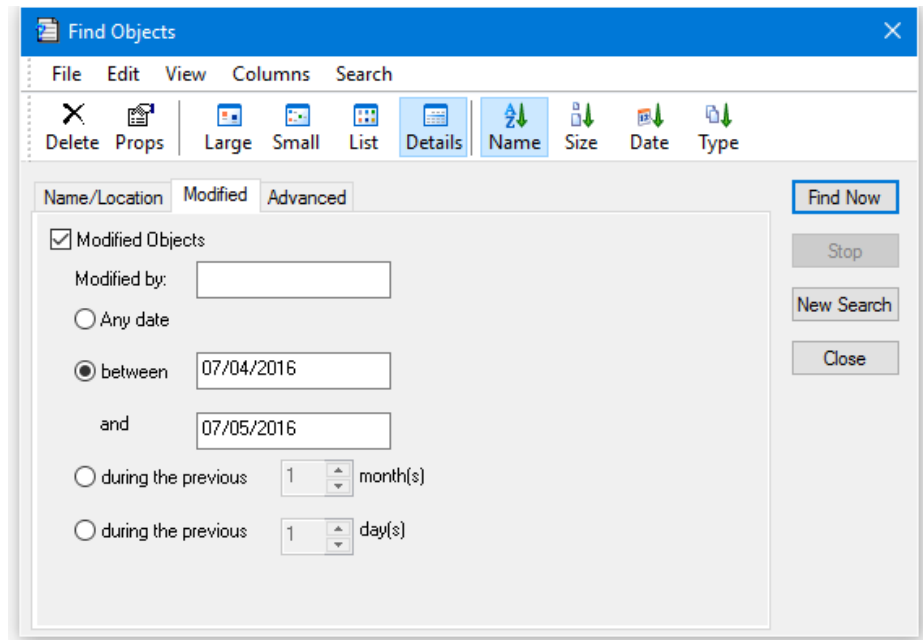 Find Objects
File Edit View Columns Search
Delete Props Large Small List Details Name Size Date Type
Name/Location Modified Advanced
Find Now
Modified Objects
Stop
Modified by:
New Search
Any date
Close
between 07/04/2016
and 07/05/2016
during the previous 1 month(s)
during the previous 1 day(s)